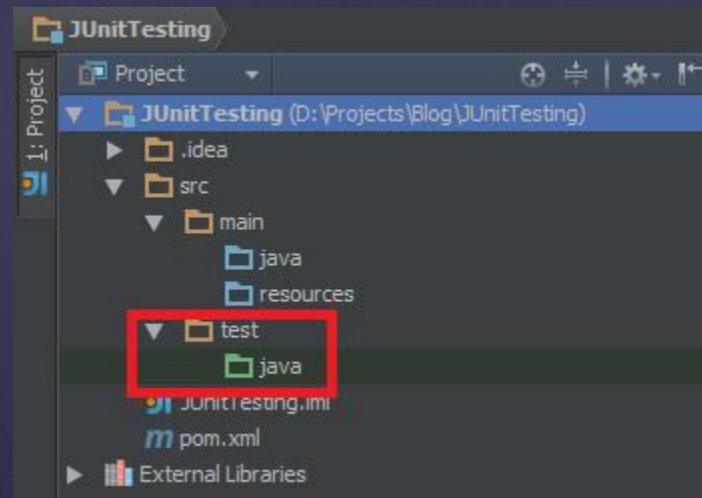 JUnitTesting
Project
1: Project
JUnitTesting (D:\Projects\Blog\JUnitTesting)
.idea
src
main
java
resources
test
java
JUnitTesting.iml
m pom.xml
External Libraries